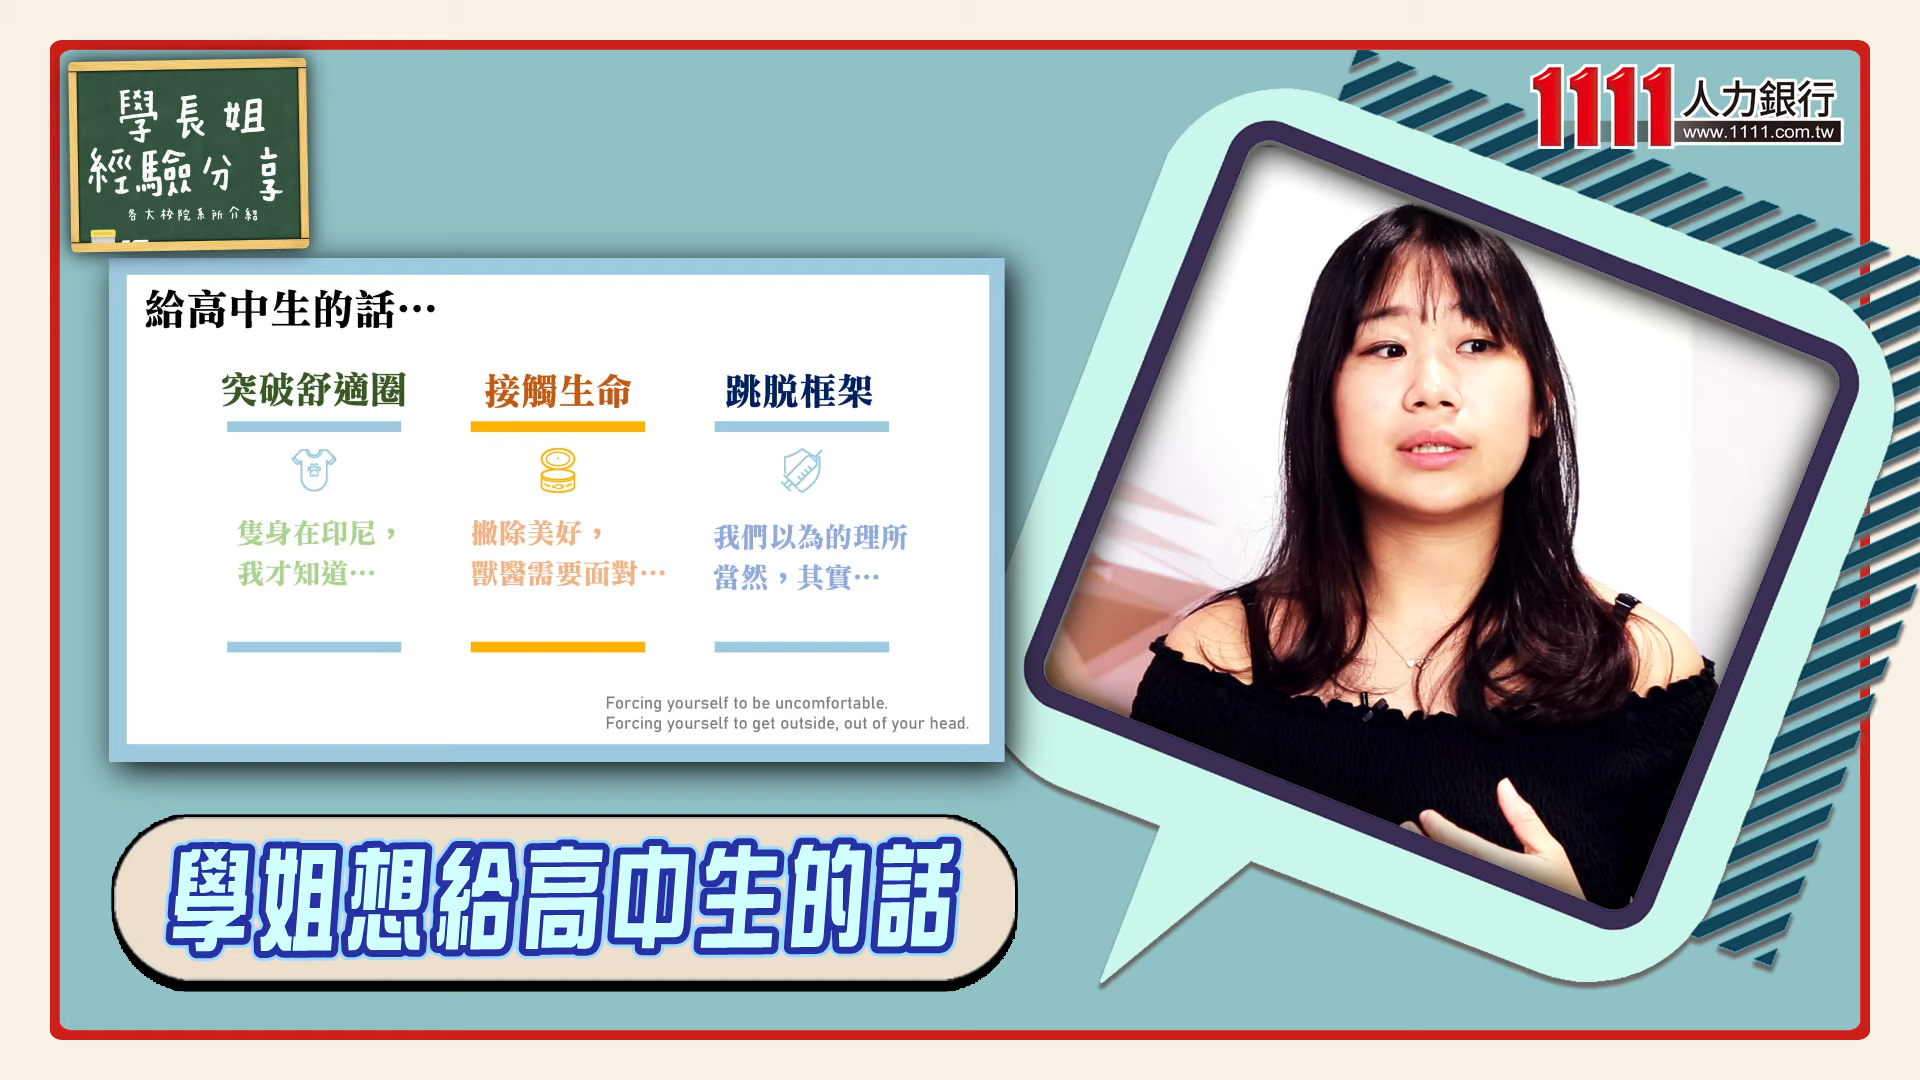 學長姐
經驗分享
各大校院系所介紹
1111人力銀行
www.1111.com.tw
給高中生的話⋯
突破舒適圈
隻身在印尼，
我才知道⋯
接觸生命
撇除美好，
獸醫需要面對⋯
跳脱框架
我們以為的理所
當然，其實⋯
Forcing yourself to be uncomfortable.
Forcing yourself to get outside, out of your head.
學姐想給高中生的話